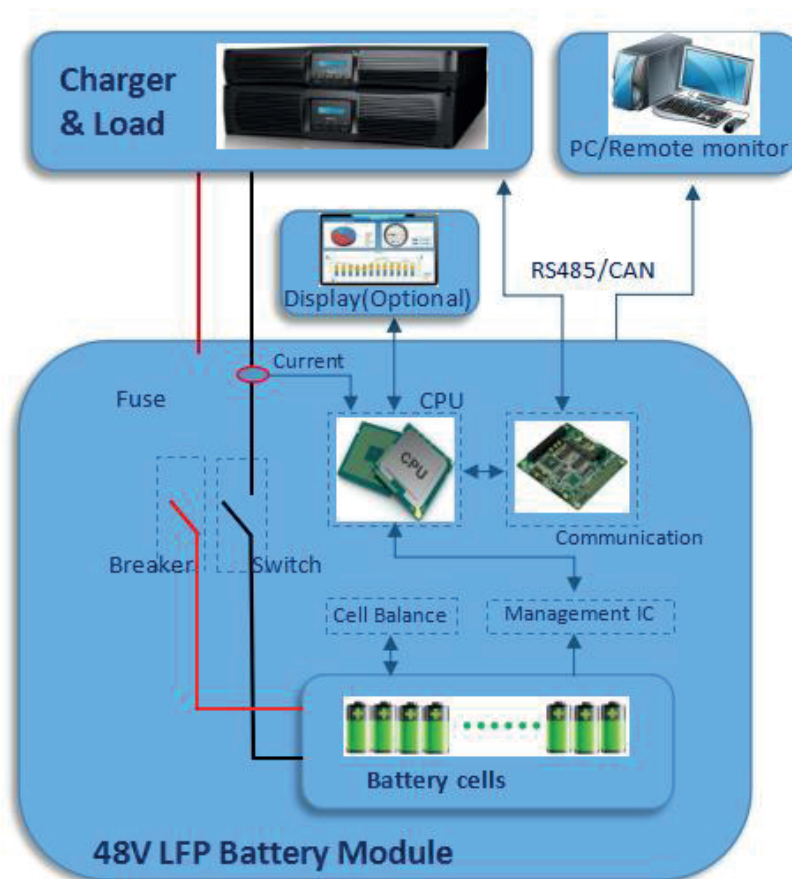 Charger
& Load
PC/Remote monitor
Display(Optional)
RS485/CAN
Current
Fuse
CPU
CPU
Communication
Breaker
Switch
Cell Balance
Management IC
Battery cells
48V LFP Battery Module